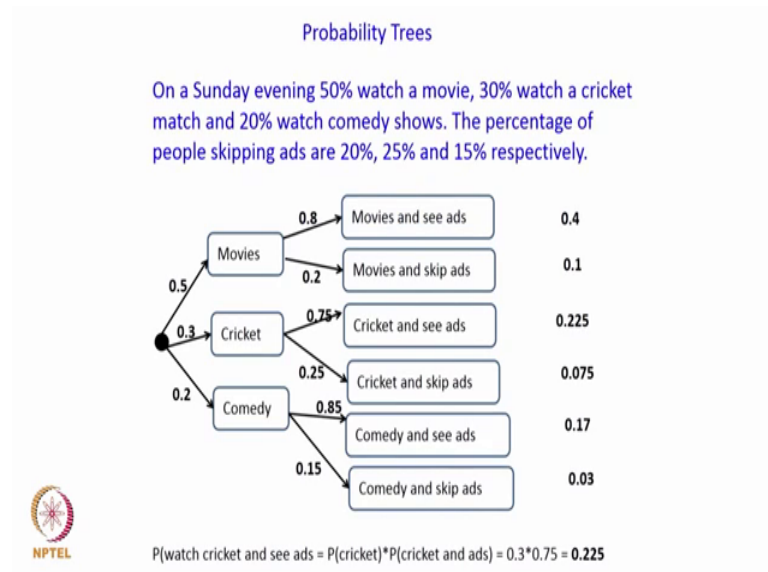 Probability Trees
On a Sunday evening 50% watch a movie, 30% watch a cricket
match and 20% watch comedy shows. The percentage of
people skipping ads are 20%, 25% and 15% respectively.
0.8 Movies and see ads 0.4
Movies
0.2 Movies and skip ads 0.1
0.5
0.75 Cricket and see ads 0.225
0.3 Cricket
0.25 Cricket and skip ads 0.075
0.2 Comedy
0.85 Comedy and see ads 0.17
0.15 Comedy and skip ads 0.03
NPTEL
P(watch cricket and see ads = P(cricket)*P(cricket and ads) = 0.3*0.75 = 0.225